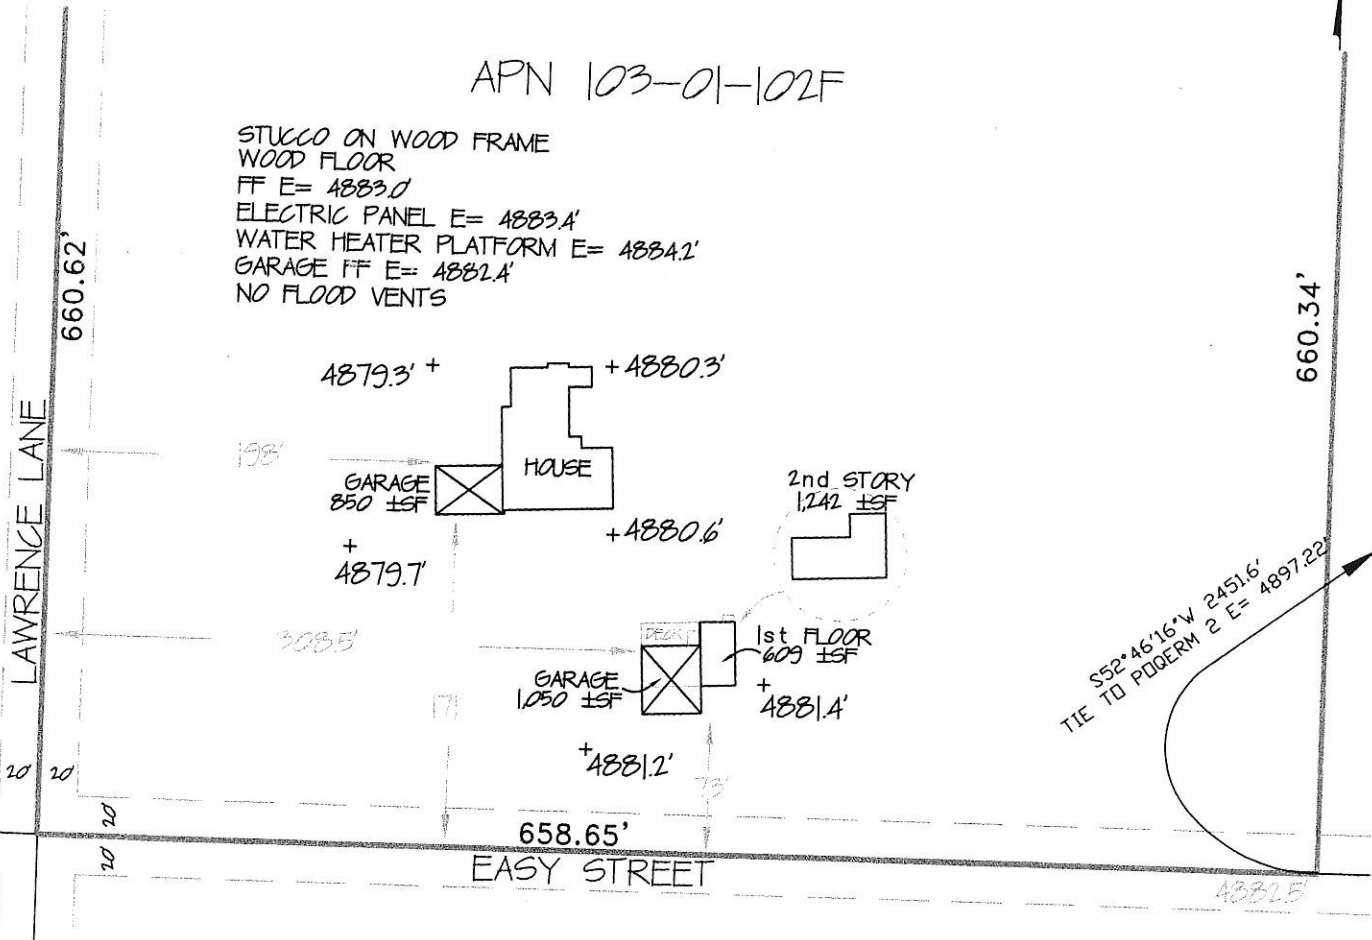 APN 103-01-102F
STUCCO ON WOOD FRAME
WOOD FLOOR
FF E= 4883.0'
ELECTRIC PANEL E= 4883.4'
WATER HEATER PLATFORM E= 4884.2'
GARAGE FF E= 4882.4'
NO FLOOD VENTS
660.62'
660.34'
4879.3' +
+ 4880.3'
LAWRENCE LANE
198'
HOUSE
GARAGE
850 ±SF
2nd STORY
1,242 ±SF
+ 4880.6'
+
4879.7'
S52°46'16"W 2451.6'
TIE TO PDQERM 2 E= 4897.22'
308.5'
DECK
1st FLOOR
609 ±SF
GARAGE
1,050 ±SF
+
4881.4'
171'
+
4881.2'
73'
20' 20'
20'
20'
658.65'
EASY STREET
4882.5'